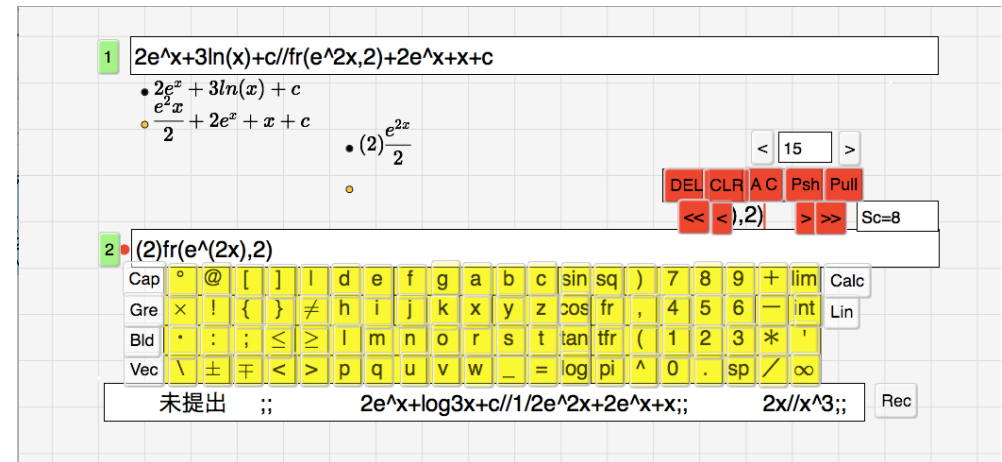 1 2e^x+3ln(x)+c//fr(e^2x,2)+2e^x+x+c
2e^x + 3ln(x) + c
e^2x/2 + 2e^x + x + c
(2)e^{2x}/2
< 15 >
DEL CLR A C Psh Pull
<< < ),2) > >> Sc=8
2 (2)fr(e^(2x),2)
Cap ° @ [ ] l d e f g a b c sin sq ) 7 8 9 + lim Calc
Gre × ! { } ≠ h i j k x y z cos fr , 4 5 6 — int Lin
Bld · : ; ≤ ≥ l m n o r s t tan tfr ( 1 2 3 * '
Vec \ ± ∓ < > p q u v w _ = log pi ^ 0 . sp / ∞
未提出 ;; 2e^x+log3x+c//1/2e^2x+2e^x+x;; 2x//x^3;; Rec